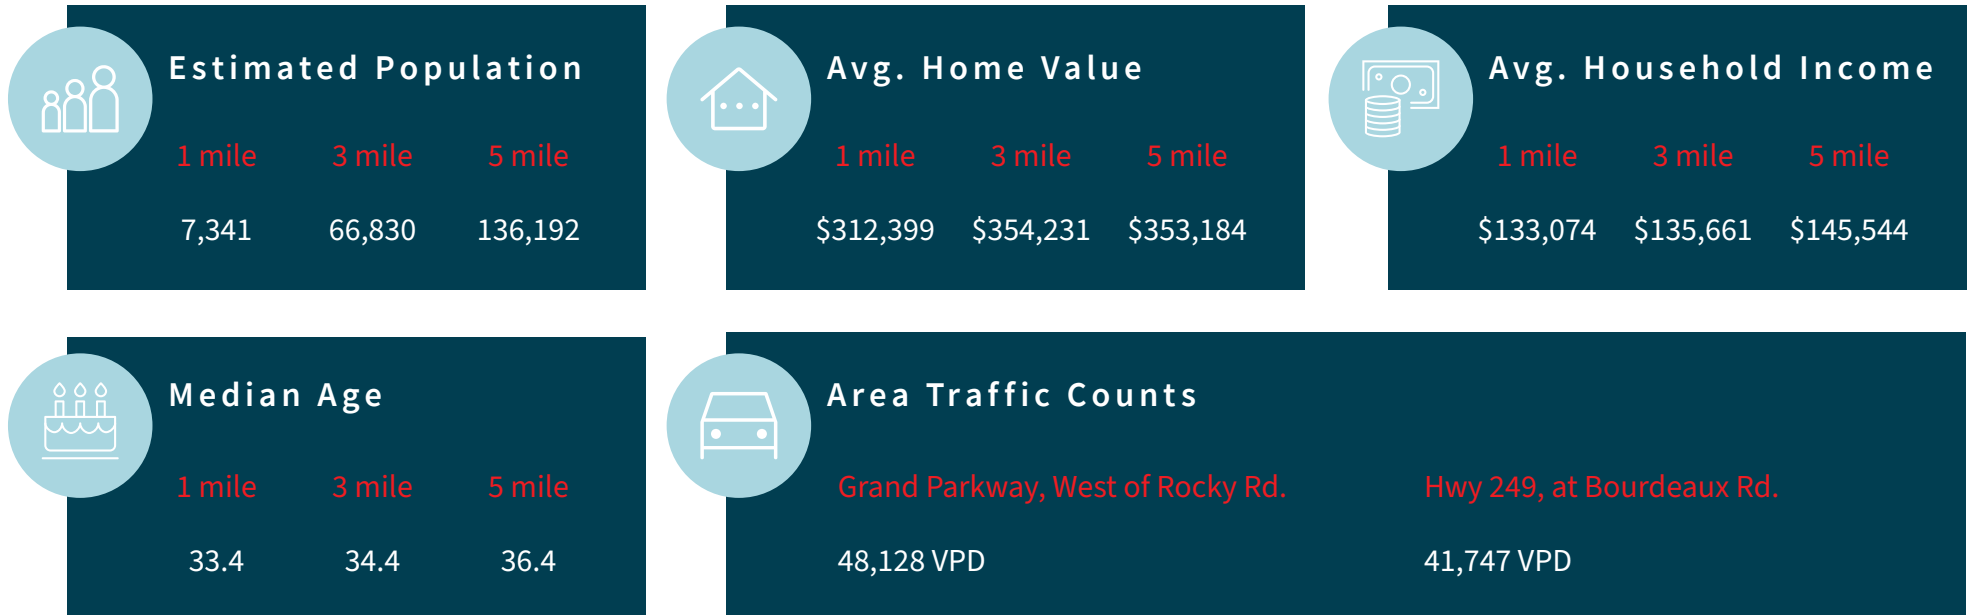 Estimated Population
1 mile 3 mile 5 mile
7,341 66,830 136,192
Avg. Home Value
1 mile 3 mile 5 mile
$312,399 $354,231 $353,184
Avg. Household Income
1 mile 3 mile 5 mile
$133,074 $135,661 $145,544
Median Age
1 mile 3 mile 5 mile
33.4 34.4 36.4
Area Traffic Counts
Grand Parkway, West of Rocky Rd. Hwy 249, at Bourdeaux Rd.
48,128 VPD 41,747 VPD